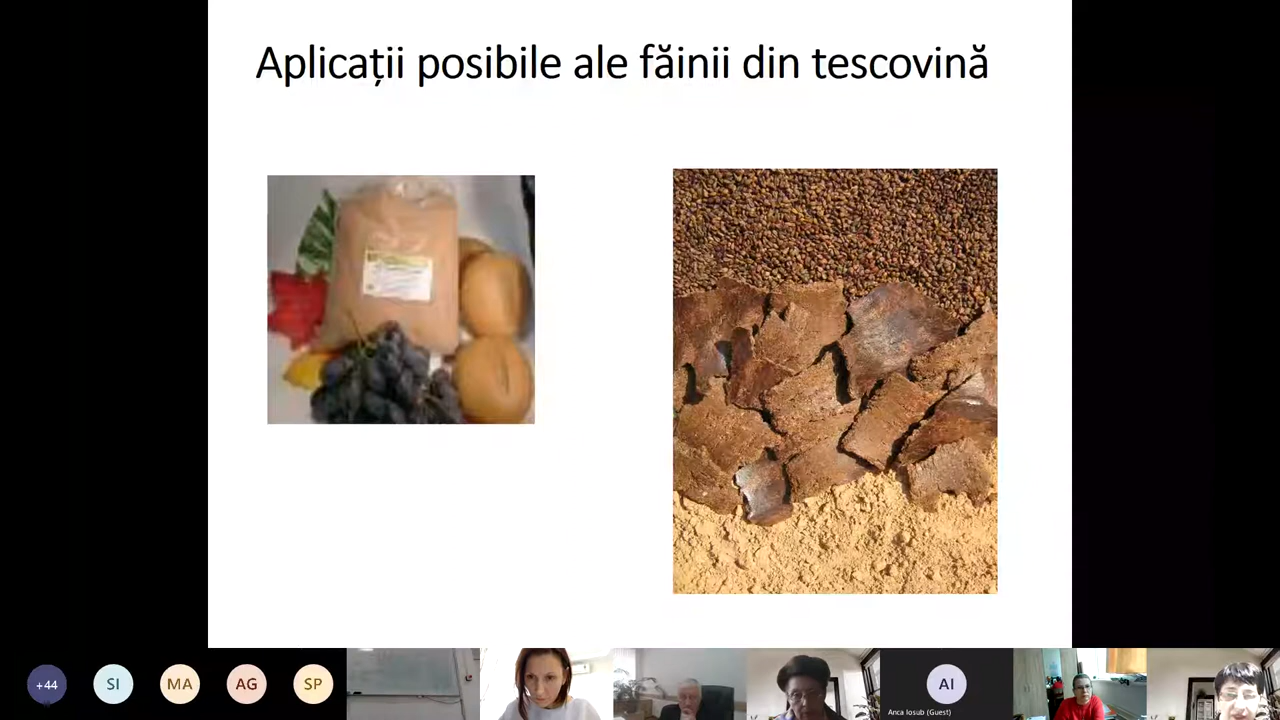 Aplicații posibile ale făinii din tescovină
+44
SI
MA
AG
SP
AI
Anca Iosub (Guest)